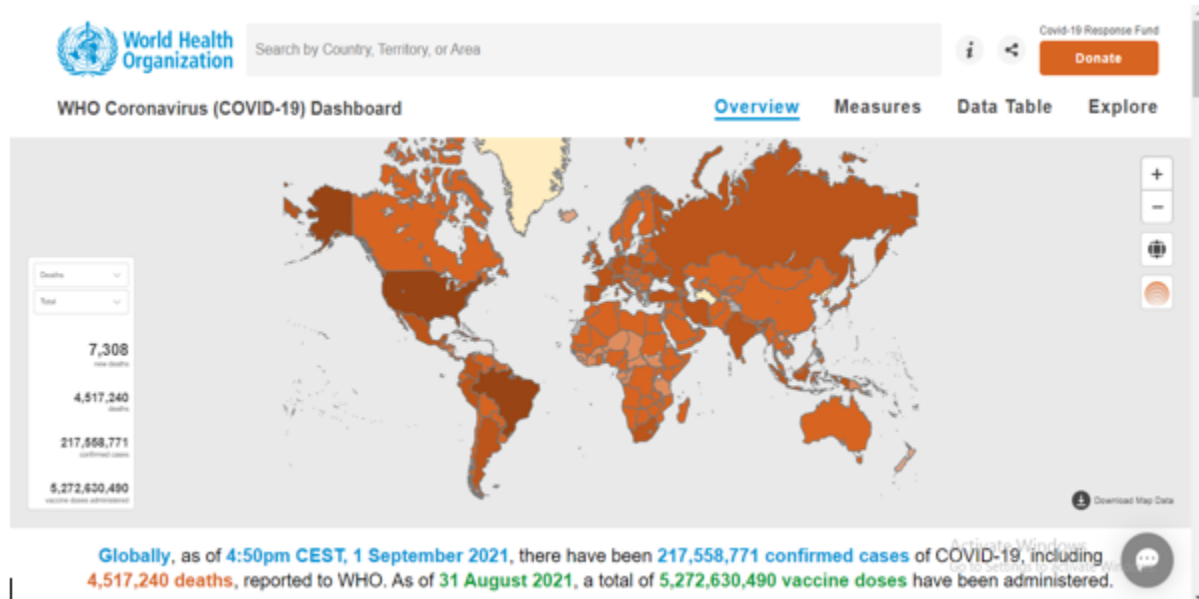 World Health
Organization
Search by Country, Territory, or Area
i
Covid-19 Response Fund
Donate
WHO Coronavirus (COVID-19) Dashboard
Overview Measures Data Table Explore
+
−
Deaths
Total
7,308
new deaths
4,517,240
deaths
217,558,771
confirmed cases
5,272,630,490
vaccine doses administered
Download Map Data
Globally, as of 4:50pm CEST, 1 September 2021, there have been 217,558,771 confirmed cases of COVID-19, including
4,517,240 deaths, reported to WHO. As of 31 August 2021, a total of 5,272,630,490 vaccine doses have been administered.
Activate Windows
Go to Settings to activate